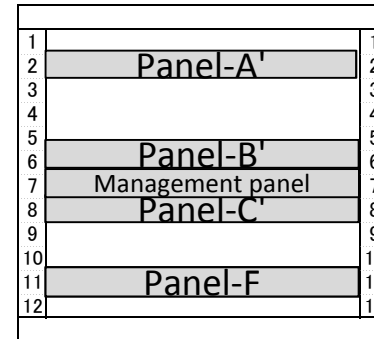 1 1
2 Panel-A' 2
3 3
4 4
5 5
6 Panel-B' 6
7 Management panel 7
8 Panel-C' 8
9 9
10 1
11 Panel-F 1
12 1